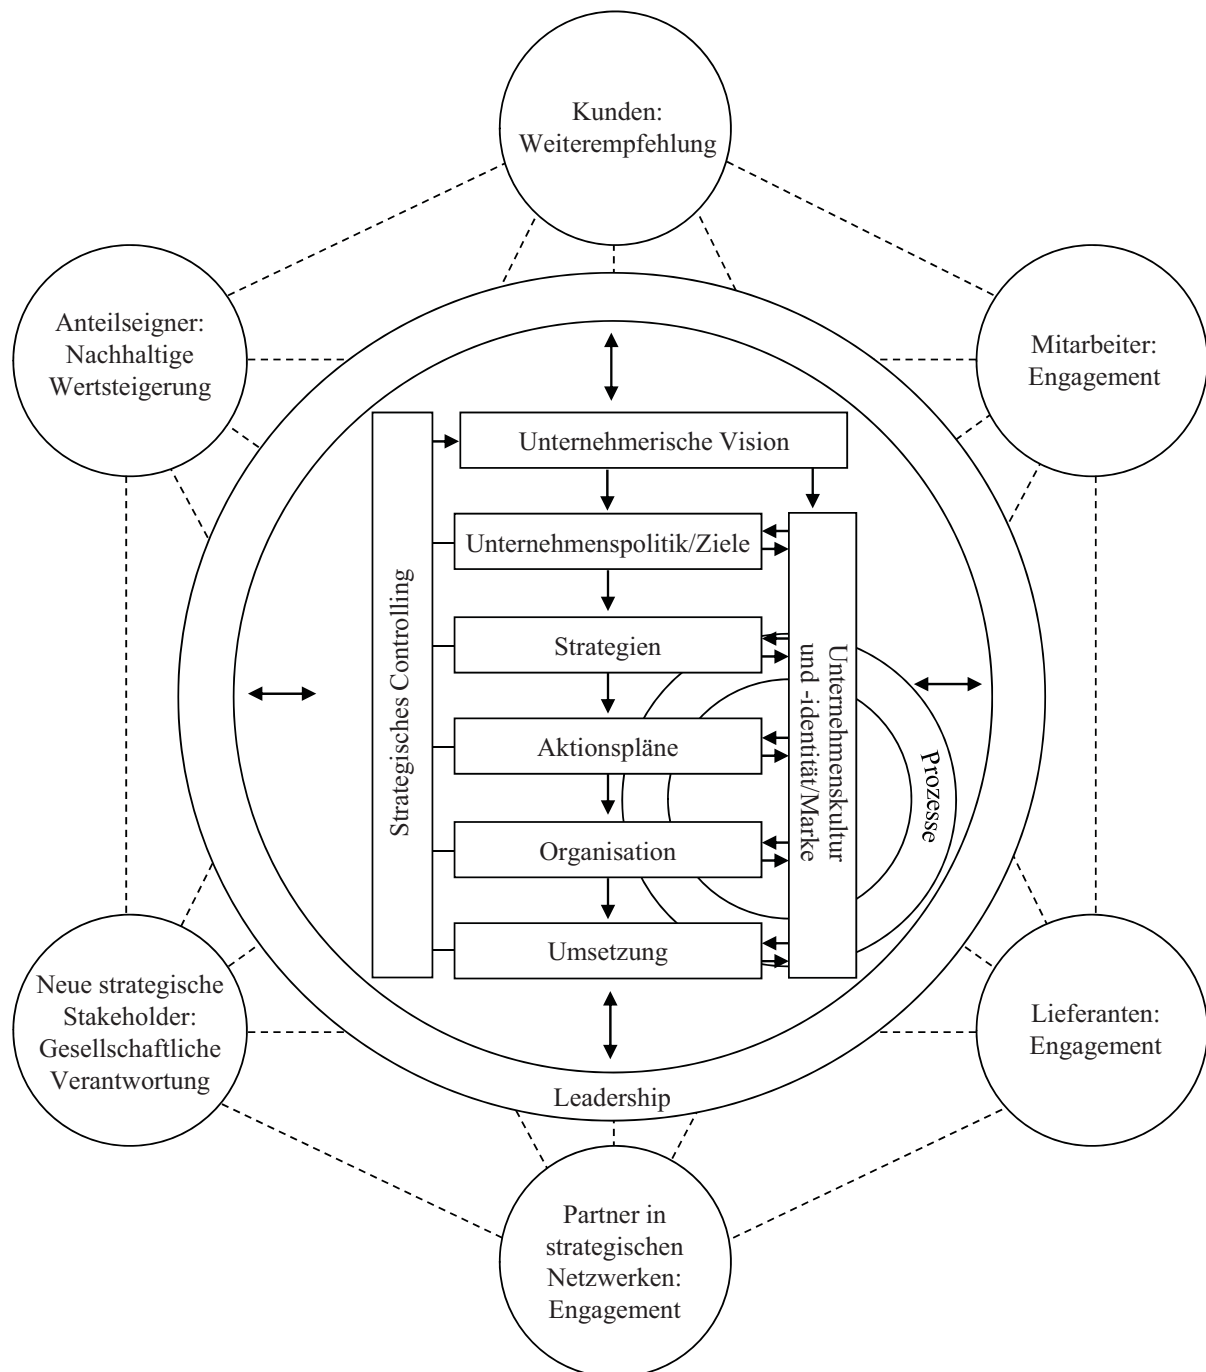 Kunden:
Weiterempfehlung
Anteilseigner:
Nachhaltige
Wertsteigerung
Mitarbeiter:
Engagement
Unternehmerische Vision
Unternehmenspolitik/Ziele
Strategien
Aktionspläne
Organisation
Umsetzung
Strategisches Controlling
Unternehmenskultur
und -identität/Marke
Prozesse
Leadership
Neue strategische
Stakeholder:
Gesellschaftliche
Verantwortung
Lieferanten:
Engagement
Partner in
strategischen
Netzwerken:
Engagement